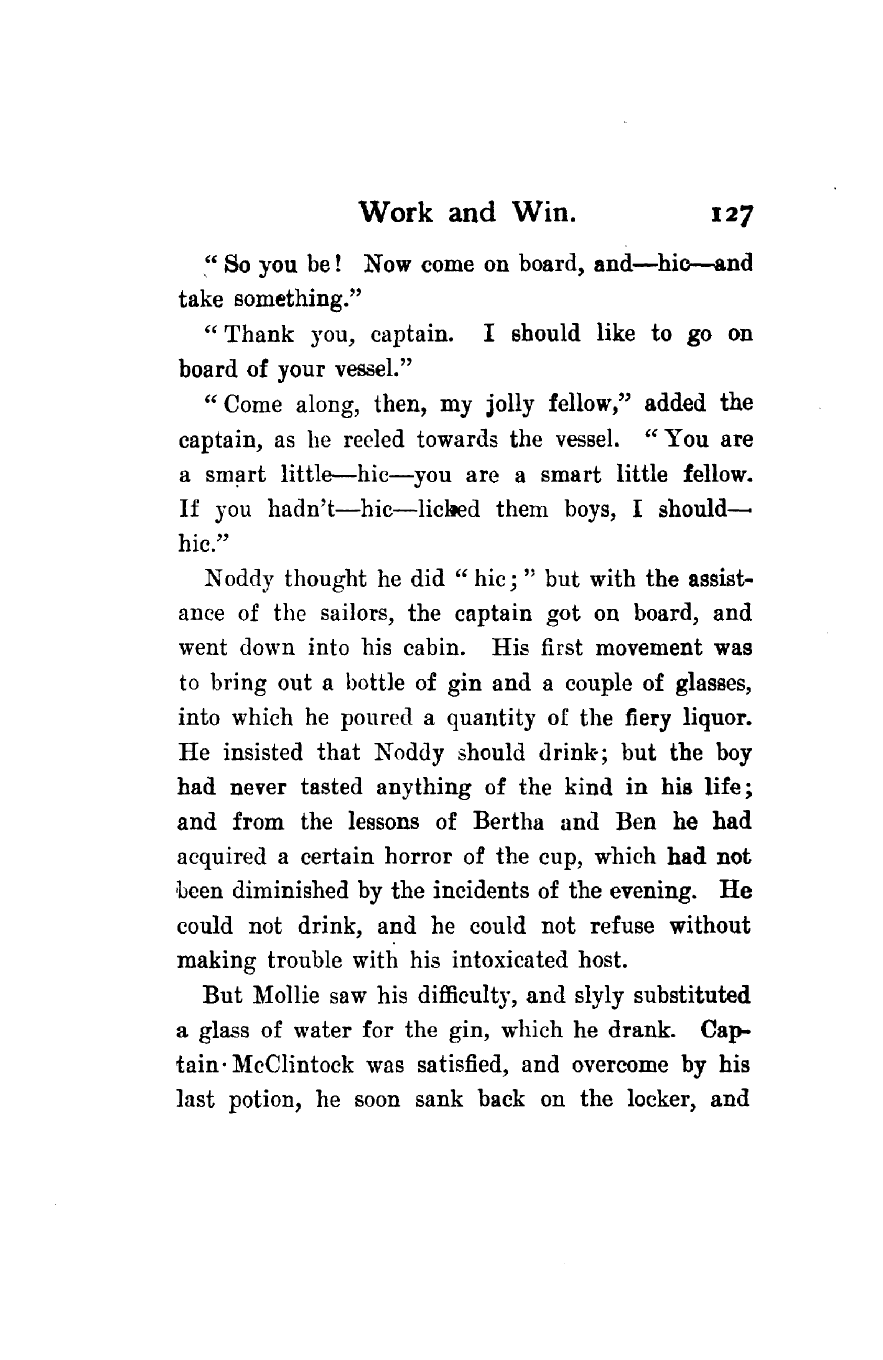 Work and Win. 127
“So you be! Now come on board, and—hic—and
take something.”
“Thank you, captain. I should like to go on
board of your vessel.”
“Come along, then, my jolly fellow,” added the
captain, as he reeled towards the vessel. “You are
a smart little—hic—you are a smart little fellow.
If you hadn’t—hic—licked them boys, I should—
hic.”
Noddy thought he did “hic;” but with the assist-
ance of the sailors, the captain got on board, and
went down into his cabin. His first movement was
to bring out a bottle of gin and a couple of glasses,
into which he poured a quantity of the fiery liquor.
He insisted that Noddy should drink; but the boy
had never tasted anything of the kind in his life;
and from the lessons of Bertha and Ben he had
acquired a certain horror of the cup, which had not
been diminished by the incidents of the evening. He
could not drink, and he could not refuse without
making trouble with his intoxicated host.
But Mollie saw his difficulty, and slyly substituted
a glass of water for the gin, which he drank. Cap-
tain McClintock was satisfied, and overcome by his
last potion, he soon sank back on the locker, and